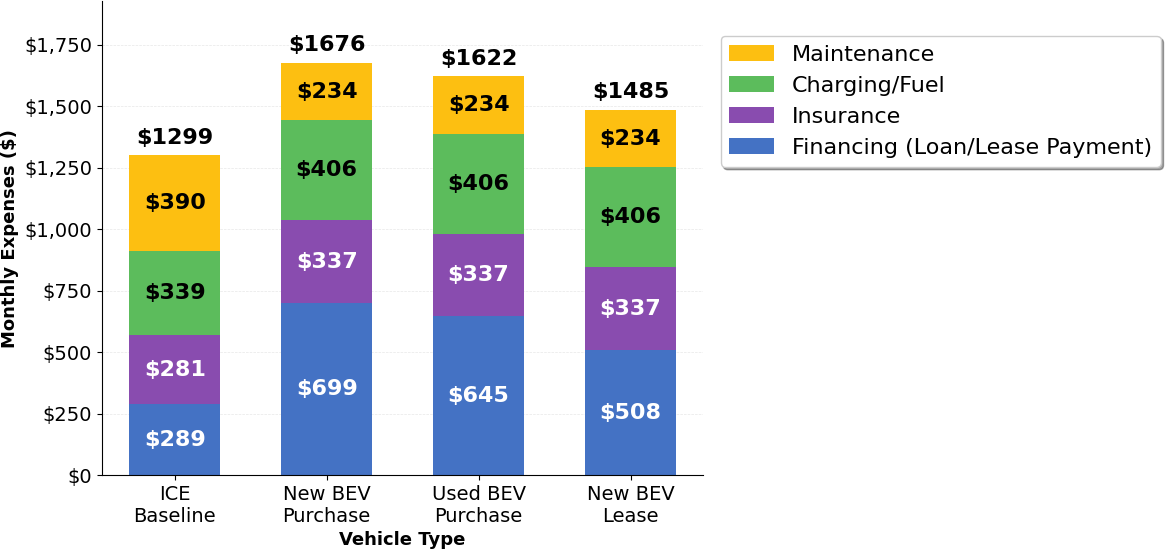 $1,750
$1,500
$1,250
$1,000
$750
$500
$250
$0
Monthly Expenses ($)
$1299
$390
$339
$281
$289
$1676
$234
$406
$337
$699
$1622
$234
$406
$337
$645
$1485
$234
$406
$337
$508
ICE
Baseline
New BEV
Purchase
Used BEV
Purchase
New BEV
Lease
Vehicle Type
Maintenance
Charging/Fuel
Insurance
Financing (Loan/Lease Payment)